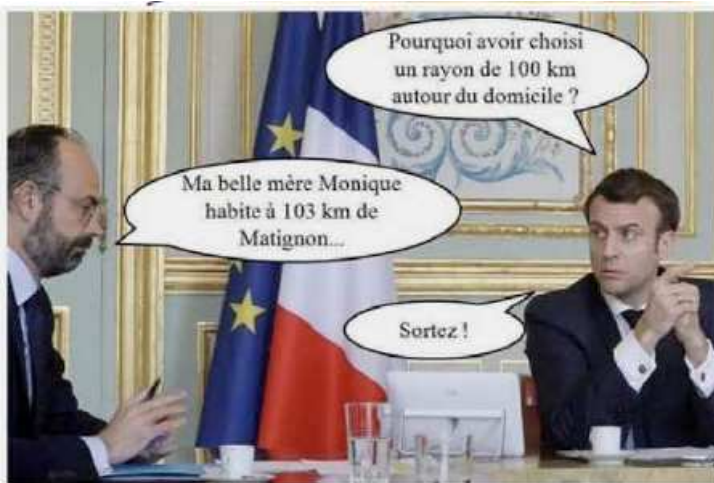 Pourquoi avoir choisi
un rayon de 100 km
autour du domicile ?
Ma belle mère Monique
habite à 103 km de
Matignon...
Sortez !